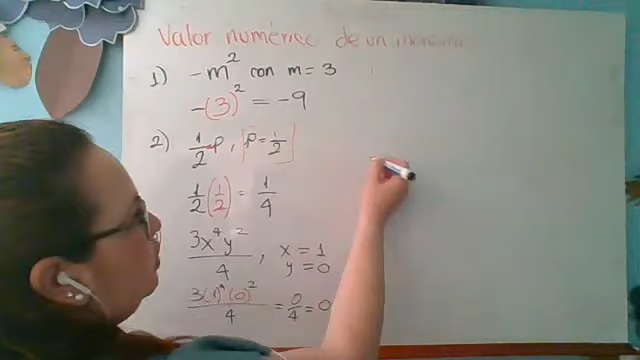 Valor numérico de un
1) -m² con m = 3
-(3)² = -9
2) 1/2 p, p = 1/2
1/2 (1/2) = 1/4
3x⁴y²/4, x = 1
y = 0
3(1)⁴(0)²/4 = 0/4 = 0